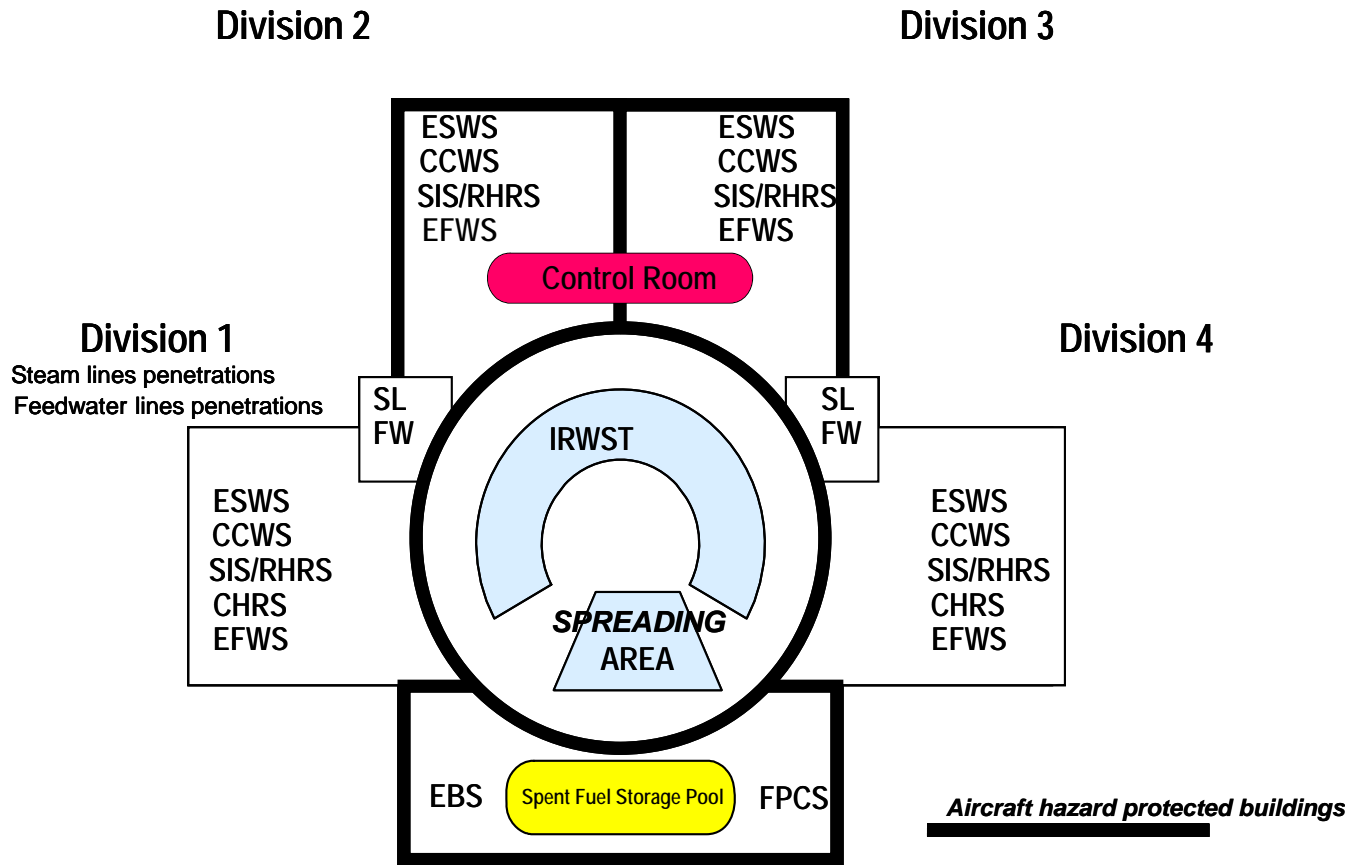 Division 2
Division 3
ESWS
CCWS
SIS/RHRS
EFWS
ESWS
CCWS
SIS/RHRS
EFWS
Control Room
Division 1
Steam lines penetrations
Feedwater lines penetrations
Division 4
SL
FW
SL
FW
IRWST
ESWS
CCWS
SIS/RHRS
CHRS
EFWS
ESWS
CCWS
SIS/RHRS
CHRS
EFWS
SPREADING
AREA
EBS
Spent Fuel Storage Pool
FPCS
Aircraft hazard protected buildings